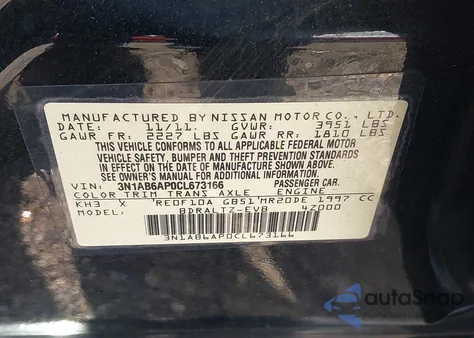 MANUFACTURED BY NISSAN MOTOR CO., LTD.
DATE: 11/11. GVWR: 3951 LBS
GAWR FR: 2227 LBS GAWR RR: 1810 LBS
THIS VEHICLE CONFORMS TO ALL APPLICABLE FEDERAL MOTOR
VEHICLE SAFETY, BUMPER AND THEFT PREVENTION STANDARDS
IN EFFECT ON THE DATE OF MANUFACTURE SHOWN ABOVE.
SEE OWNER'S MANUAL FOR ADDITIONAL INFORMATION.
VIN: 3N1AB6AP0CL673166 PASSENGER CAR.
COLOR TRIM TRANS AXLE ENGINE
KH3 X RE0F10A GB51 MR20DE 1997 CC
MODEL: BDRALTZ-EVB 4Z000
3N1AB6AP0CL673166
autoSnap